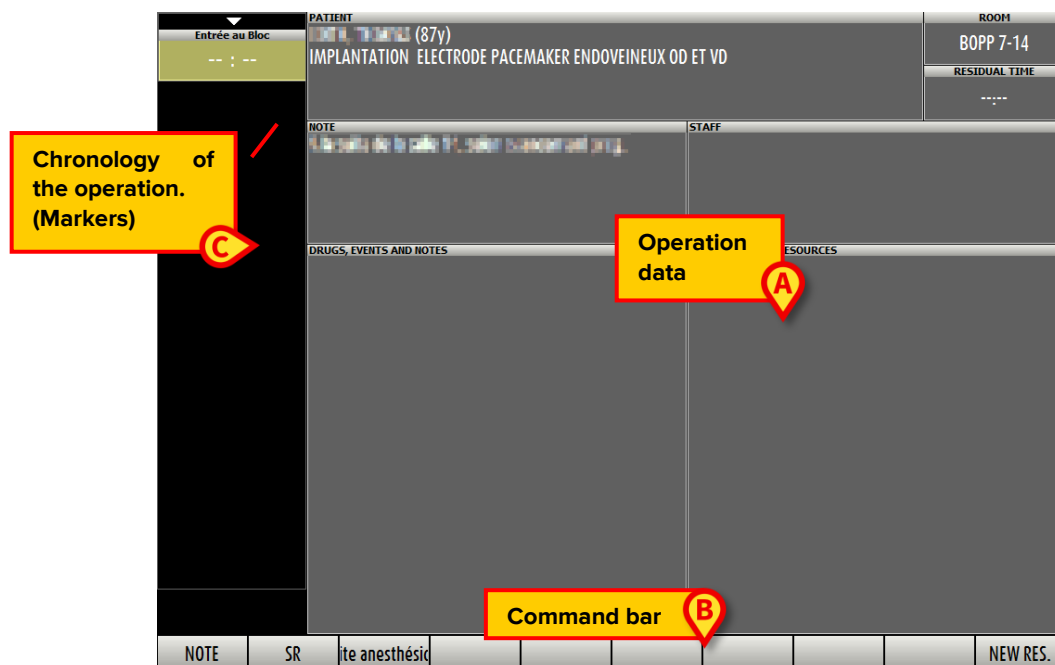 PATIENT
(87y)
IMPLANTATION ELECTRODE PACEMAKER ENDOVEINEUX OD ET VD
ROOM
BOPP 7-14
RESIDUAL TIME
--:--
Entrée au Bloc
-- : --
NOTE
STAFF
Chronology of
the operation.
(Markers)
C
DRUGS, EVENTS AND NOTES
ESOURCES
Operation
data
A
Command bar
B
NOTE
SR
ite anesthésic
NEW RES.